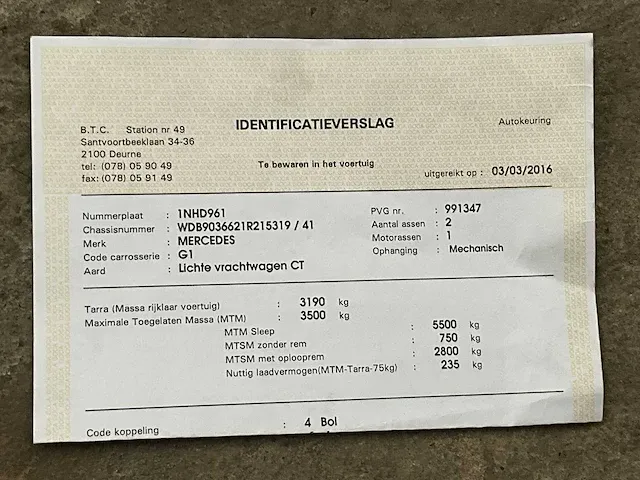 IDENTIFICATIEVERSLAG
Autokeuring
B.T.C. Station nr 49
Santvoortbeeklaan 34-36
2100 Deurne
tel: (078) 05 90 49
fax: (078) 05 91 49
Te bewaren in het voertuig
uitgereikt op : 03/03/2016
Nummerplaat : 1NHD961
Chassisnummer : WDB9036621R215319 / 41
Merk : MERCEDES
Code carrosserie : G1
Aard : Lichte vrachtwagen CT
PVG nr. : 991347
Aantal assen : 2
Motorassen : 1
Ophanging : Mechanisch
Tarra (Massa rijklaar voertuig) : 3190 kg
Maximale Toegelaten Massa (MTM) : 3500 kg
MTM Sleep : 5500 kg
MTSM zonder rem : 750 kg
MTSM met oplooprem : 2800 kg
Nuttig laadvermogen(MTM-Tarra-75kg) : 235 kg
Code koppeling : 4 Bol